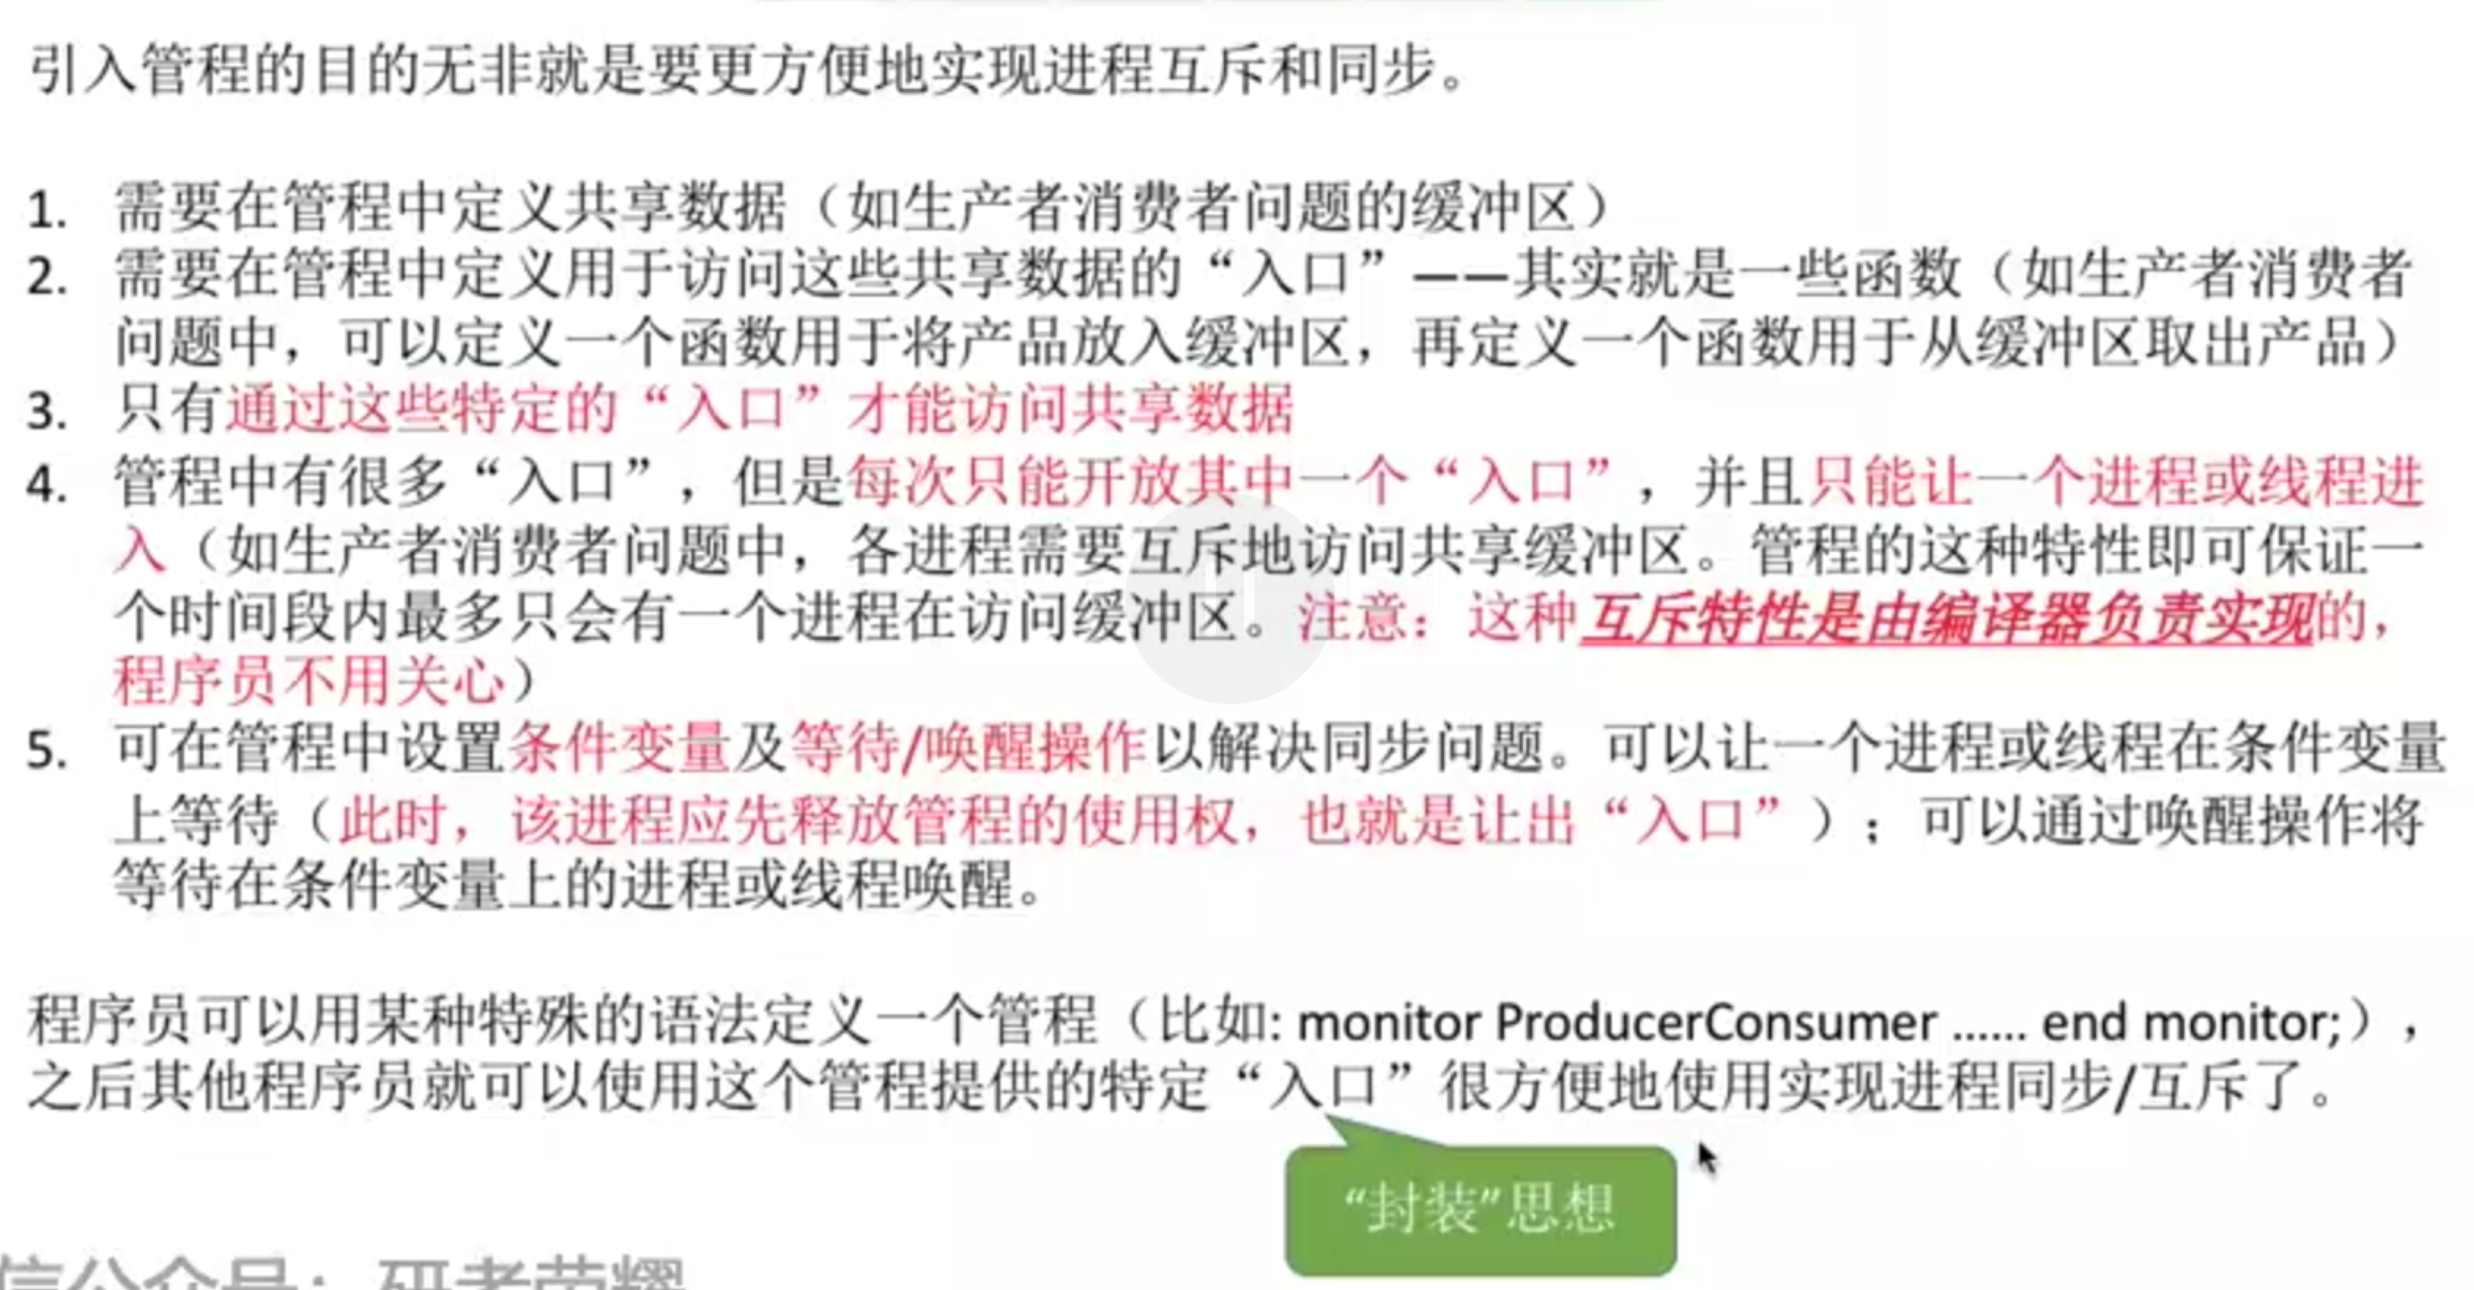 引入管程的目的无非就是要更方便地实现进程互斥和同步。
1. 需要在管程中定义共享数据（如生产者消费者问题的缓冲区）
2. 需要在管程中定义用于访问这些共享数据的“入口”——其实就是一些函数（如生产者消费者
问题中，可以定义一个函数用于将产品放入缓冲区，再定义一个函数用于从缓冲区取出产品）
3. 只有通过这些特定的“入口”才能访问共享数据
4. 管程中有很多“入口”，但是每次只能开放其中一个“入口”，并且只能让一个进程或线程进
入（如生产者消费者问题中，各进程需要互斥地访问共享缓冲区。管程的这种特性即可保证一
个时间段内最多只会有一个进程在访问缓冲区。注意：这种互斥特性是由编译器负责实现的，
程序员不用关心）
5. 可在管程中设置条件变量及等待/唤醒操作以解决同步问题。可以让一个进程或线程在条件变量
上等待（此时，该进程应先释放管程的使用权，也就是让出“入口”）；可以通过唤醒操作将
等待在条件变量上的进程或线程唤醒。
程序员可以用某种特殊的语法定义一个管程（比如: monitor ProducerConsumer …… end monitor;），
之后其他程序员就可以使用这个管程提供的特定“入口”很方便地使用实现进程同步/互斥了。
“封装”思想
信公众号：研考荣耀